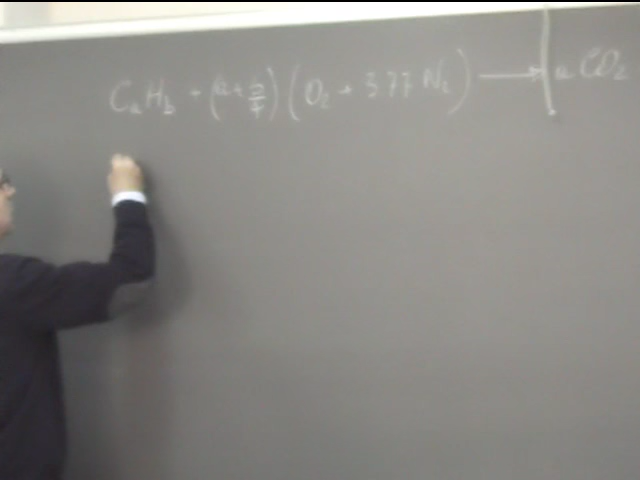 CaHb + (a + b/4) (O2 + 3.77 N2) → a CO2